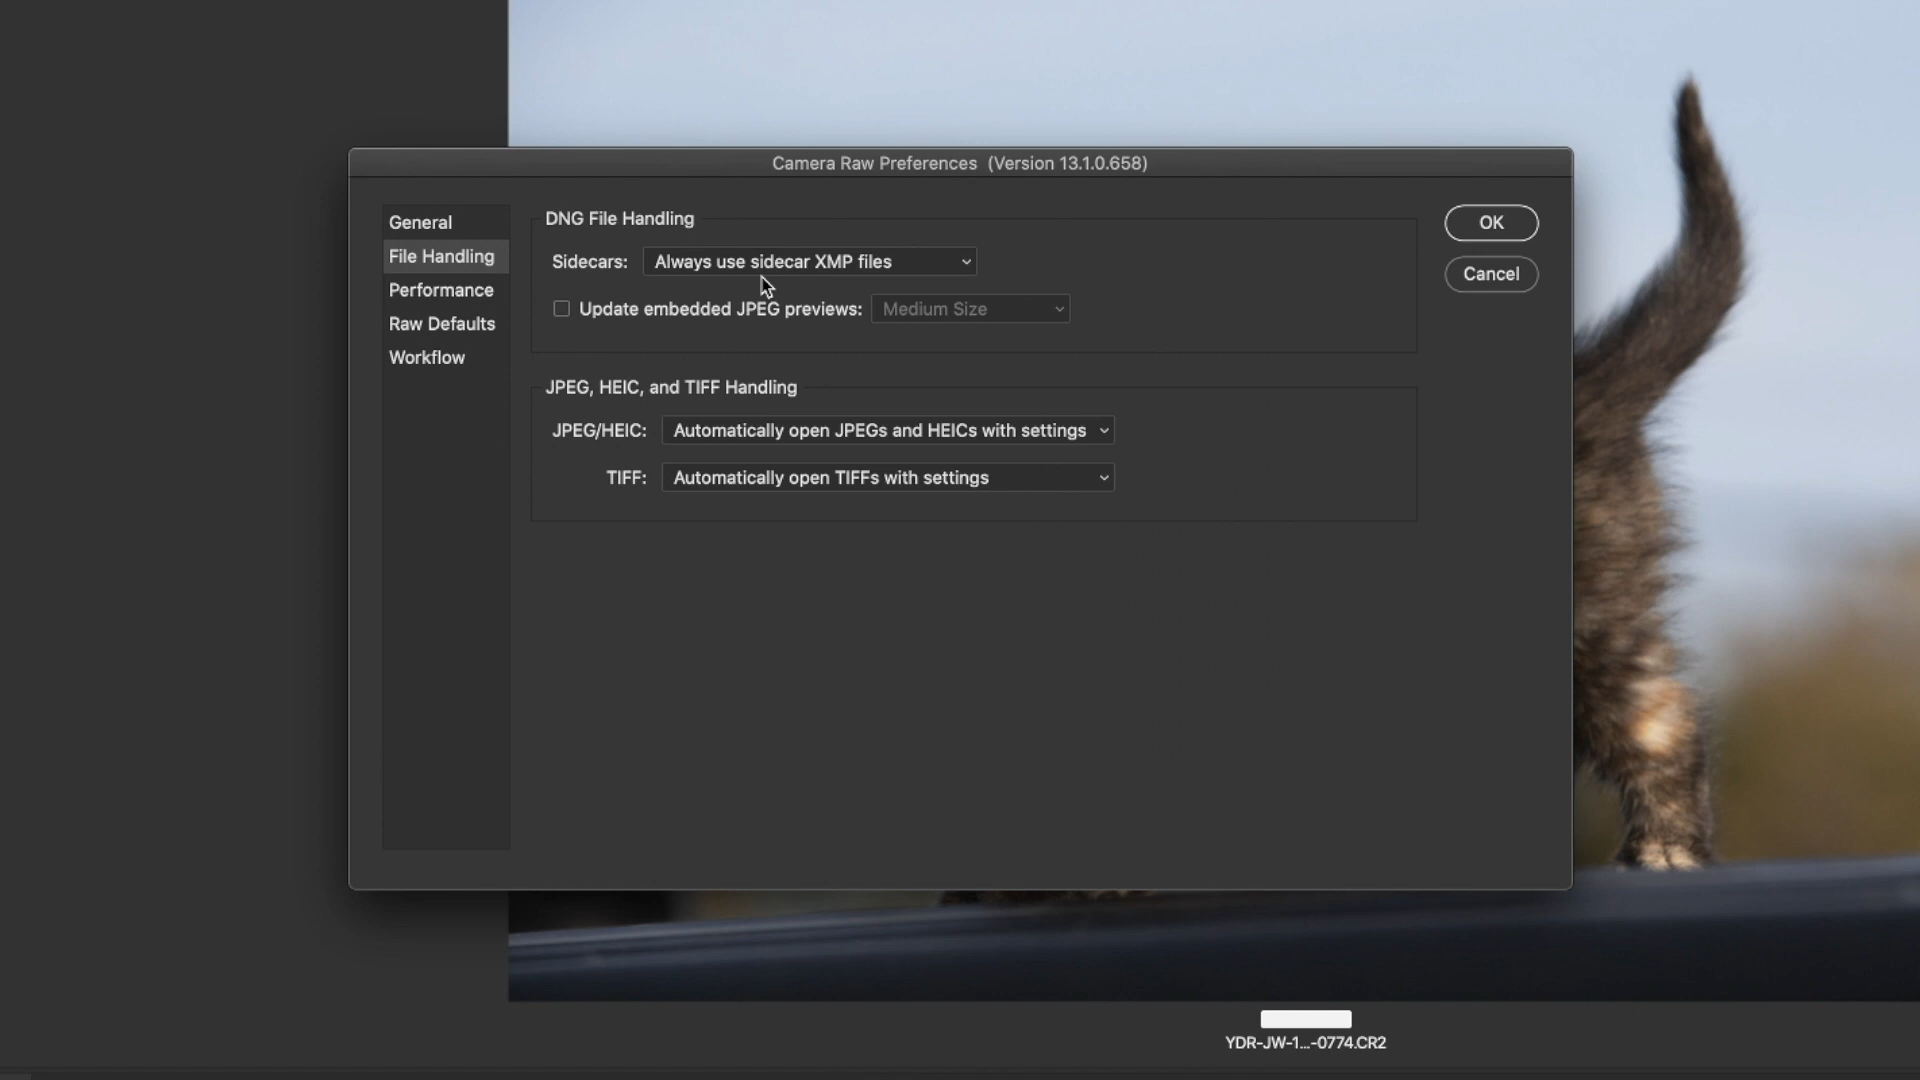 Camera Raw Preferences (Version 13.1.0.658)
General
File Handling
Performance
Raw Defaults
Workflow
DNG File Handling
Sidecars: Always use sidecar XMP files
Update embedded JPEG previews: Medium Size
JPEG, HEIC, and TIFF Handling
JPEG/HEIC: Automatically open JPEGs and HEICs with settings
TIFF: Automatically open TIFFs with settings
OK
Cancel
YDR-JW-1...-0774.CR2